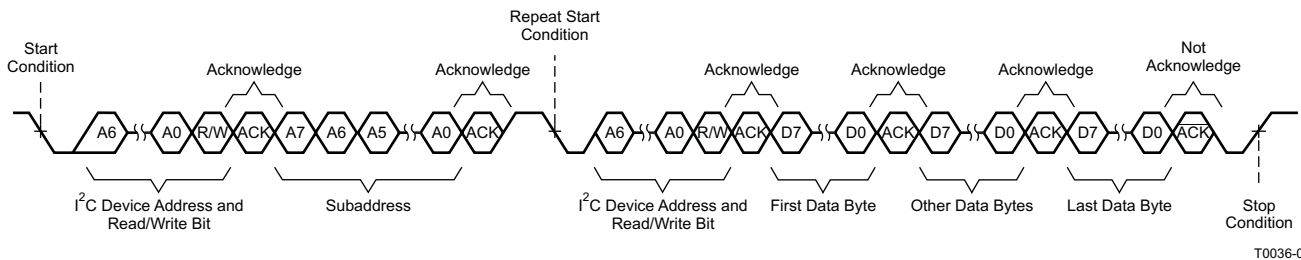 Repeat Start
Condition
Start
Condition
Not
Acknowledge
Acknowledge
Acknowledge
Acknowledge
Acknowledge
Acknowledge
A6 A0 R/W ACK A7 A6 A5 A0 ACK A6 A0 R/W ACK D7 D0 ACK D7 D0 ACK D7 D0 ACK
I²C Device Address and
Read/Write Bit
Subaddress
I²C Device Address and
Read/Write Bit
First Data Byte
Other Data Bytes
Last Data Byte
Stop
Condition